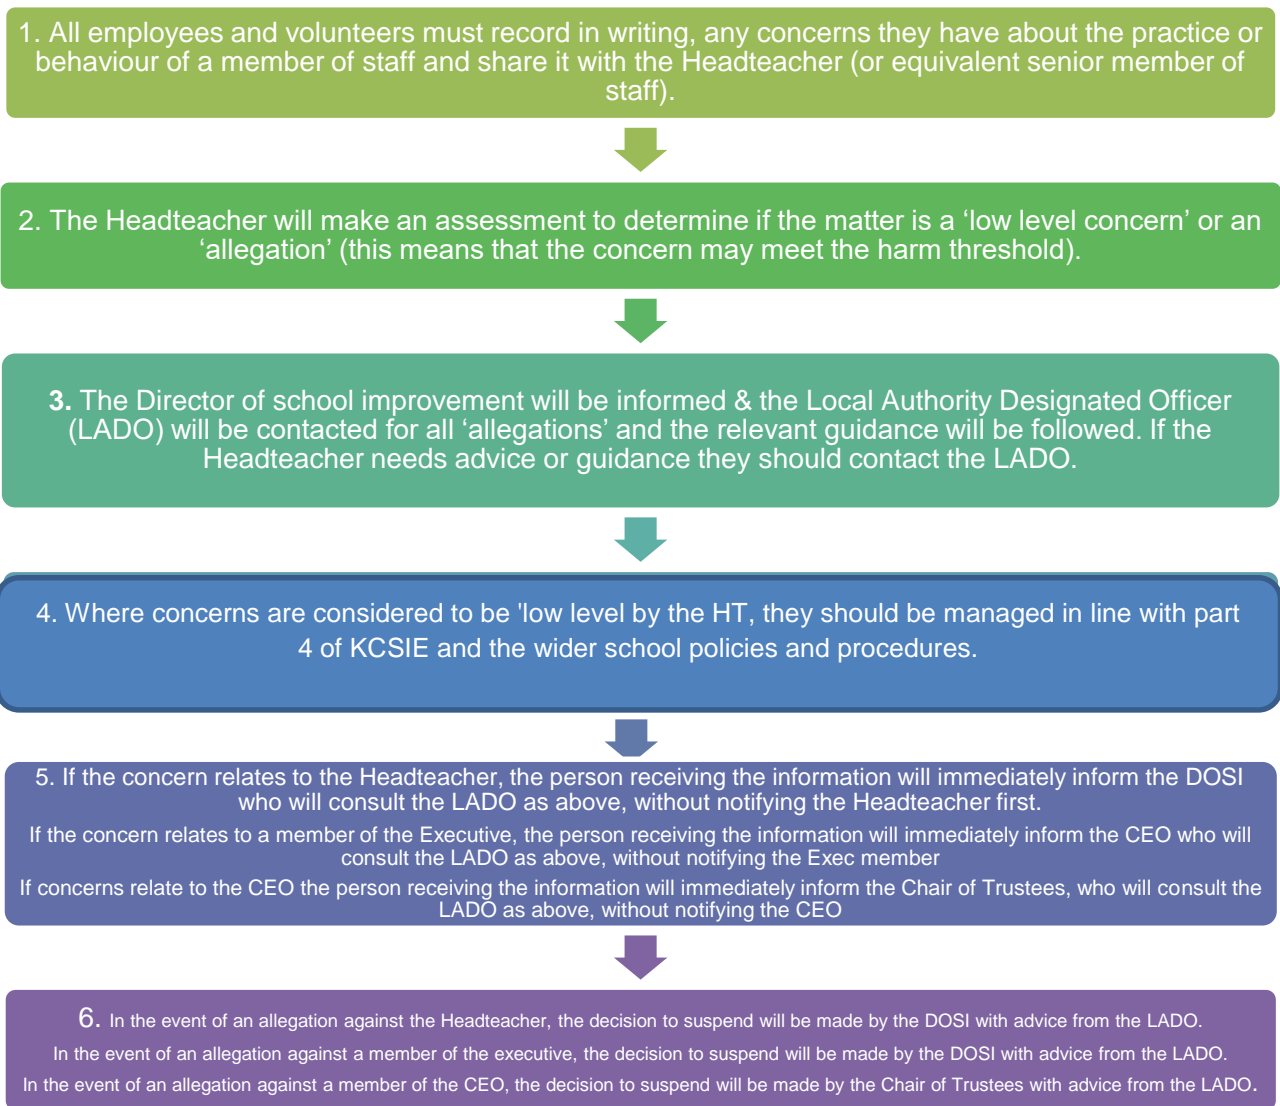 1. All employees and volunteers must record in writing, any concerns they have about the practice or
behaviour of a member of staff and share it with the Headteacher (or equivalent senior member of
staff).
2. The Headteacher will make an assessment to determine if the matter is a ‘low level concern’ or an
‘allegation’ (this means that the concern may meet the harm threshold).
3. The Director of school improvement will be informed & the Local Authority Designated Officer
(LADO) will be contacted for all ‘allegations’ and the relevant guidance will be followed. If the
Headteacher needs advice or guidance they should contact the LADO.
4. Where concerns are considered to be 'low level by the HT, they should be managed in line with part
4 of KCSIE and the wider school policies and procedures.
5. If the concern relates to the Headteacher, the person receiving the information will immediately inform the DOSI
who will consult the LADO as above, without notifying the Headteacher first.
If the concern relates to a member of the Executive, the person receiving the information will immediately inform the CEO who will
consult the LADO as above, without notifying the Exec member
If concerns relate to the CEO the person receiving the information will immediately inform the Chair of Trustees, who will consult the
LADO as above, without notifying the CEO
6. In the event of an allegation against the Headteacher, the decision to suspend will be made by the DOSI with advice from the LADO.
In the event of an allegation against a member of the executive, the decision to suspend will be made by the DOSI with advice from the LADO.
In the event of an allegation against a member of the CEO, the decision to suspend will be made by the Chair of Trustees with advice from the LADO.